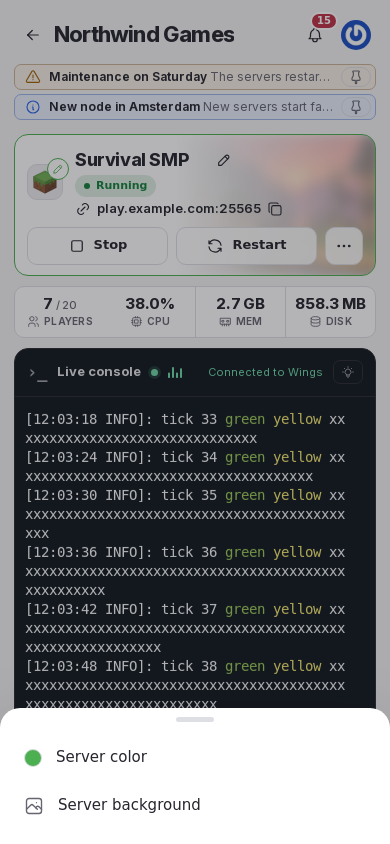 Northwind Games
15
Maintenance on Saturday The servers restar...
New node in Amsterdam New servers start fa...
Survival SMP
Running
play.example.com:25565
Stop
Restart
7 / 20
PLAYERS
38.0%
CPU
2.7 GB
MEM
858.3 MB
DISK
Live console
Connected to Wings
[12:03:18 INFO]: tick 33 green yellow xx
xxxxxxxxxxxxxxxxxxxxxxxxxxxxx
[12:03:24 INFO]: tick 34 green yellow xx
xxxxxxxxxxxxxxxxxxxxxxxxxxxxxxxxxxxx
[12:03:30 INFO]: tick 35 green yellow xx
xxxxxxxxxxxxxxxxxxxxxxxxxxxxxxxxxxxxxxxx
xxx
[12:03:36 INFO]: tick 36 green yellow xx
xxxxxxxxxxxxxxxxxxxxxxxxxxxxxxxxxxxxxxxx
xxxxxxxxxx
[12:03:42 INFO]: tick 37 green yellow xx
xxxxxxxxxxxxxxxxxxxxxxxxxxxxxxxxxxxxxxxx
xxxxxxxxxxxxxxxxx
[12:03:48 INFO]: tick 38 green yellow xx
xxxxxxxxxxxxxxxxxxxxxxxxxxxxxxxxxxxxxxxx
xxxxxxxxxxxxxxxxxxxxxxxx
Server color
Server background